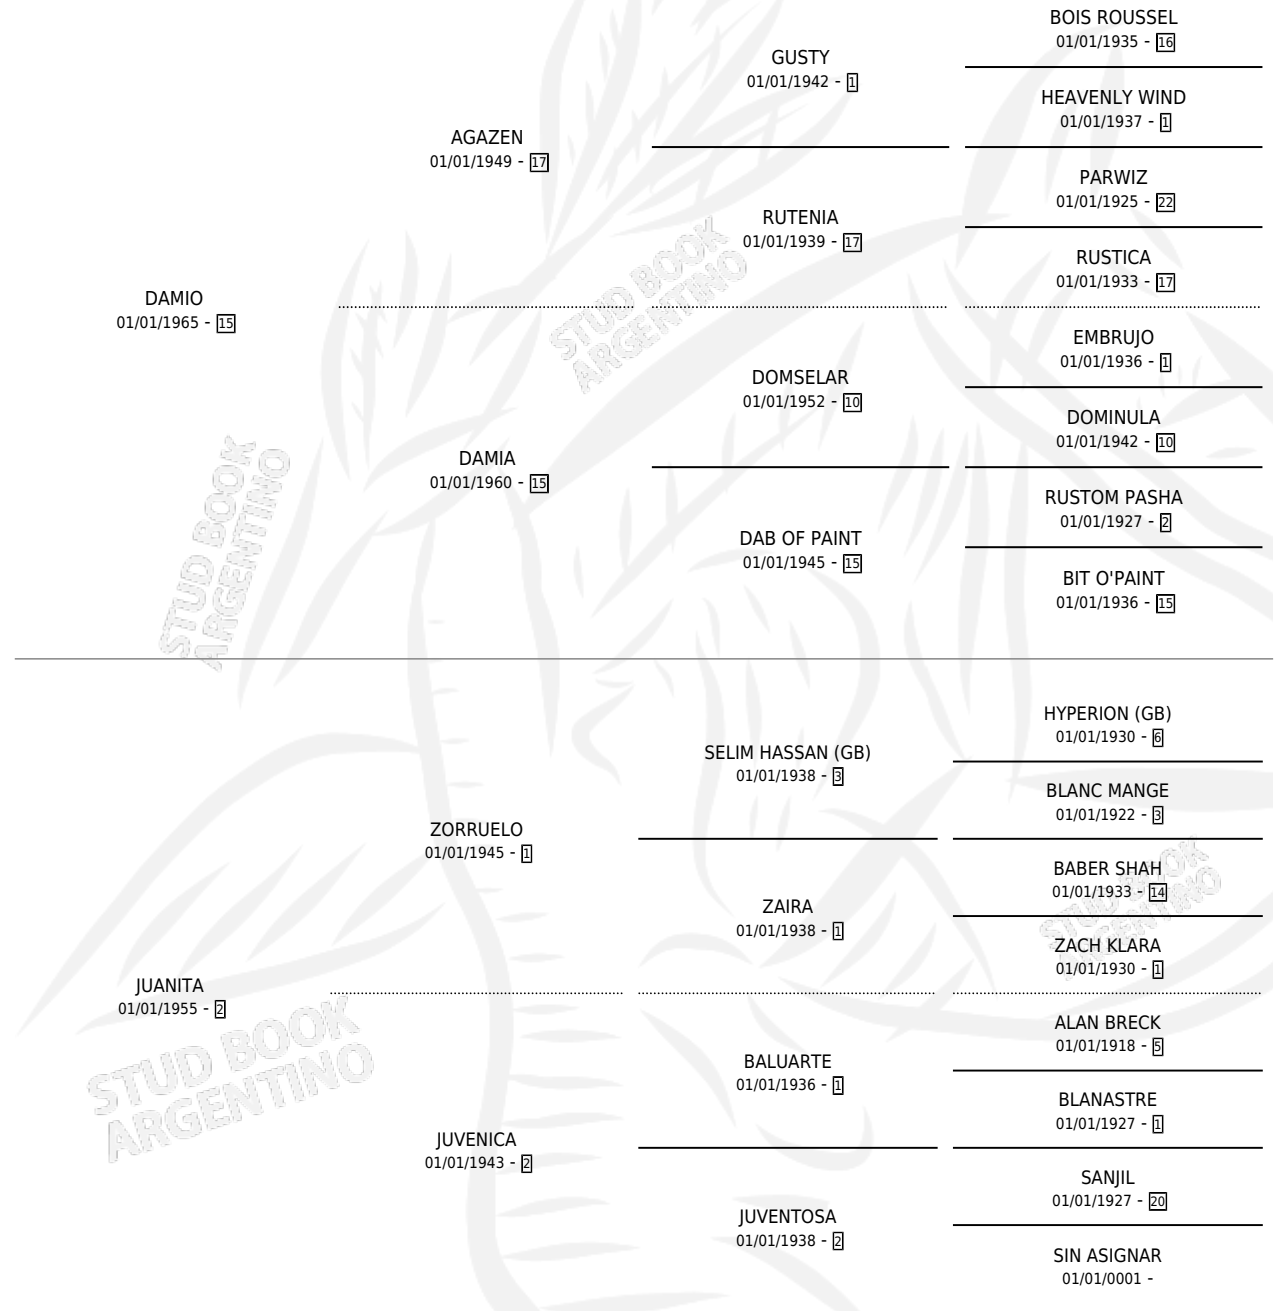 BOIS ROUSSEL
01/01/1935 - 16
GUSTY
01/01/1942 - 1
HEAVENLY WIND
01/01/1937 - 1
AGAZEN
01/01/1949 - 17
PARWIZ
01/01/1925 - 22
RUTENIA
01/01/1939 - 17
RUSTICA
01/01/1933 - 17
DAMIO
01/01/1965 - 15
EMBRUJO
01/01/1936 - 1
DOMSELAR
01/01/1952 - 10
DOMINULA
01/01/1942 - 10
DAMIA
01/01/1960 - 15
RUSTOM PASHA
01/01/1927 - 2
DAB OF PAINT
01/01/1945 - 15
BIT O'PAINT
01/01/1936 - 15
STUD BOOK
ARGENTINO
STUD BOOK
ARGENTINO
HYPERION (GB)
01/01/1930 - 6
SELIM HASSAN (GB)
01/01/1938 - 3
BLANC MANGE
01/01/1922 - 3
ZORRUELO
01/01/1945 - 1
BABER SHAH
01/01/1933 - 14
ZAIRA
01/01/1938 - 1
ZACH KLARA
01/01/1930 - 1
JUANITA
01/01/1955 - 2
ALAN BRECK
01/01/1918 - 5
BALUARTE
01/01/1936 - 1
BLANASTRE
01/01/1927 - 1
JUVENICA
01/01/1943 - 2
SANJIL
01/01/1927 - 20
JUVENTOSA
01/01/1938 - 2
SIN ASIGNAR
01/01/0001 -
STUD BOOK
ARGENTINO
STUD BOOK
ARGENTINO